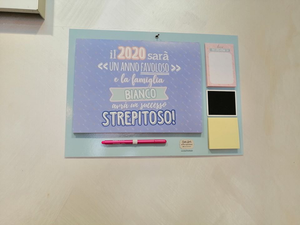 il 2020 sarà
<< UN ANNO FAVOLOSO >>
e la famiglia
BIANCO
avrà un successo
STREPITOSO!